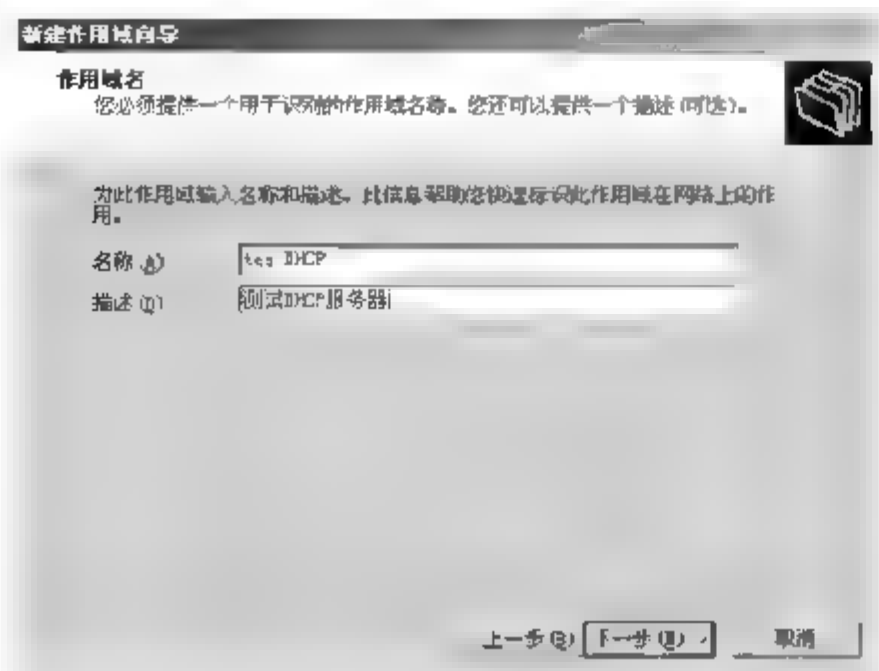 新建作用域向导
作用域名
您必须提供一个用于识别的作用域名称。您还可以提供一个描述(可选)。
为此作用域输入名称和描述。此信息帮助您快速标识此作用域在网络上的作
用。
名称(A)
DHCP
描述(D)
测试DHCP服务器
上一步(B) 下一步(N) 取消